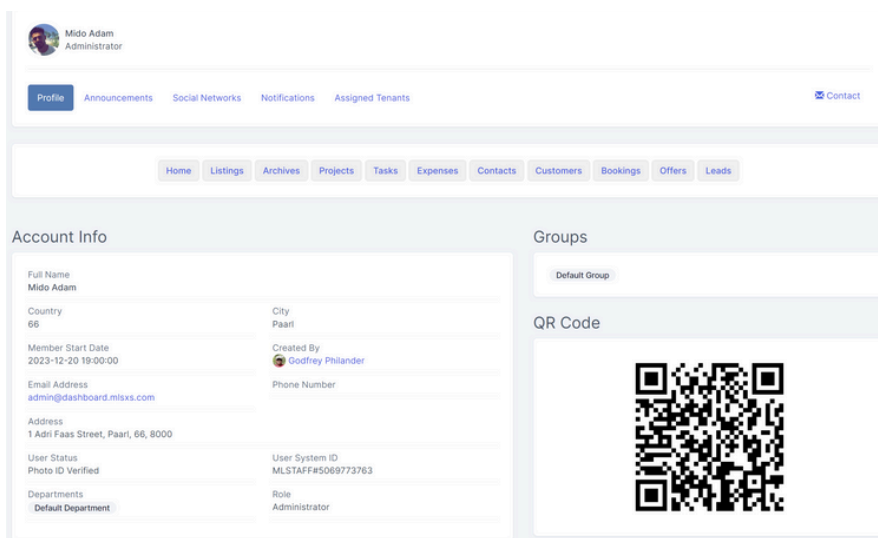 Mido Adam
Administrator
Profile Announcements Social Networks Notifications Assigned Tenants Contact
Home Listings Archives Projects Tasks Expenses Contacts Customers Bookings Offers Leads
Account Info
Full Name
Mido Adam
Country City
66 Paarl
Member Start Date Created By
2023-12-20 19:00:00 Godfrey Philander
Email Address Phone Number
admin@dashboard.mlsxs.com
Address
1 Adri Faas Street, Paarl, 66, 8000
User Status User System ID
Photo ID Verified MLSTAFF#5069773763
Departments Role
Default Department Administrator
Groups
Default Group
QR Code